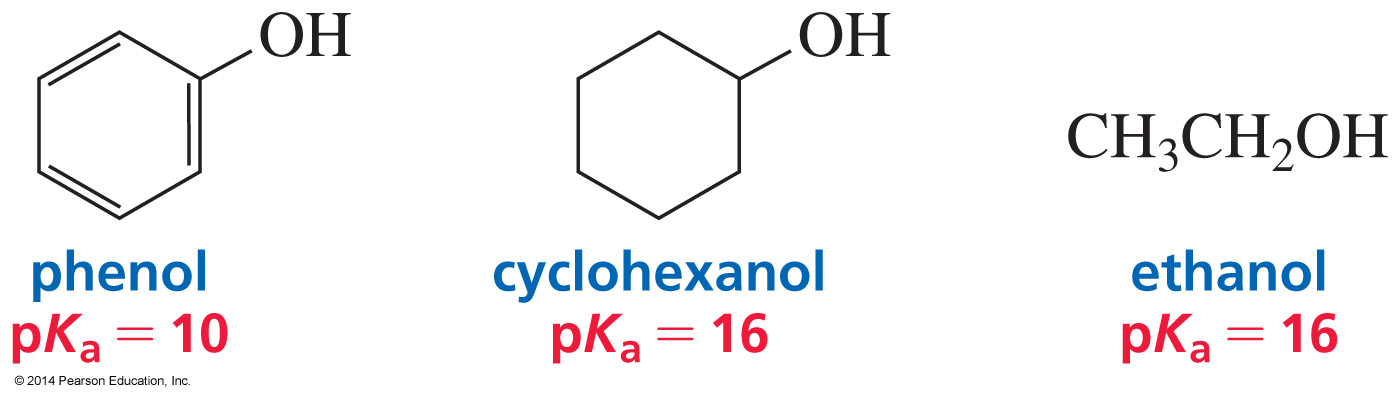 OH
OH
CH₃CH₂OH
phenol
cyclohexanol
ethanol
pKₐ = 10
pKₐ = 16
pKₐ = 16
© 2014 Pearson Education, Inc.